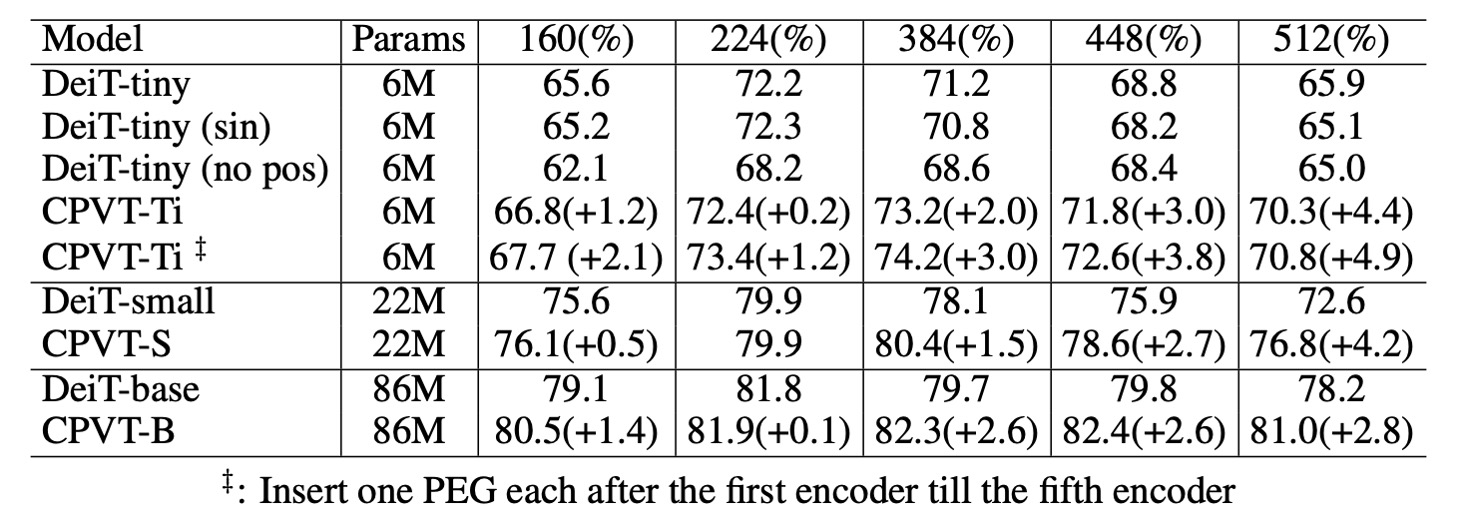 Model Params 160(%) 224(%) 384(%) 448(%) 512(%)
DeiT-tiny 6M 65.6 72.2 71.2 68.8 65.9
DeiT-tiny (sin) 6M 65.2 72.3 70.8 68.2 65.1
DeiT-tiny (no pos) 6M 62.1 68.2 68.6 68.4 65.0
CPVT-Ti 6M 66.8(+1.2) 72.4(+0.2) 73.2(+2.0) 71.8(+3.0) 70.3(+4.4)
CPVT-Ti ‡ 6M 67.7 (+2.1) 73.4(+1.2) 74.2(+3.0) 72.6(+3.8) 70.8(+4.9)
DeiT-small 22M 75.6 79.9 78.1 75.9 72.6
CPVT-S 22M 76.1(+0.5) 79.9 80.4(+1.5) 78.6(+2.7) 76.8(+4.2)
DeiT-base 86M 79.1 81.8 79.7 79.8 78.2
CPVT-B 86M 80.5(+1.4) 81.9(+0.1) 82.3(+2.6) 82.4(+2.6) 81.0(+2.8)
‡: Insert one PEG each after the first encoder till the fifth encoder